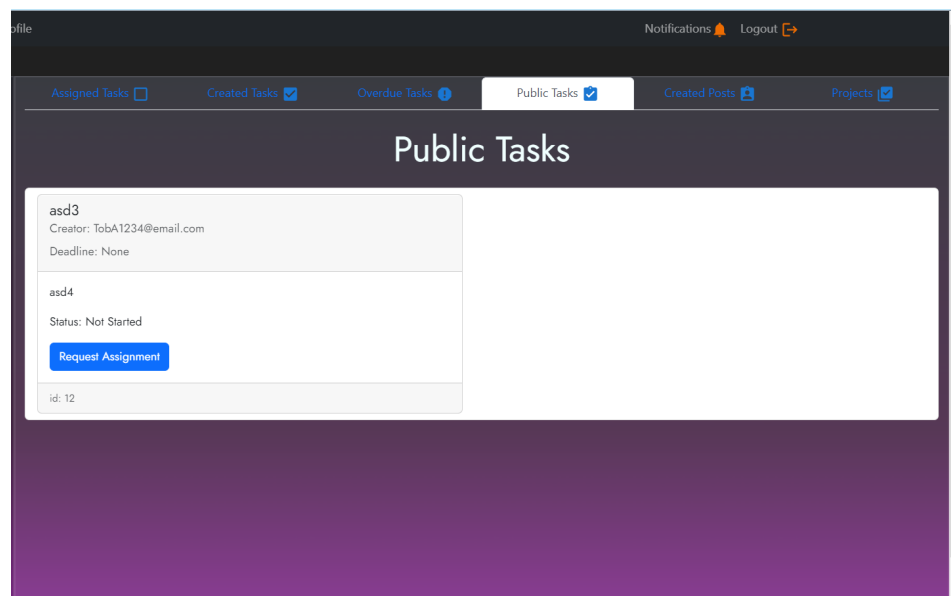 ofile Notifications Logout
Assigned Tasks Created Tasks Overdue Tasks Public Tasks Created Posts Projects
Public Tasks
asd3
Creator: TobA1234@email.com
Deadline: None
asd4
Status: Not Started
Request Assignment
id: 12